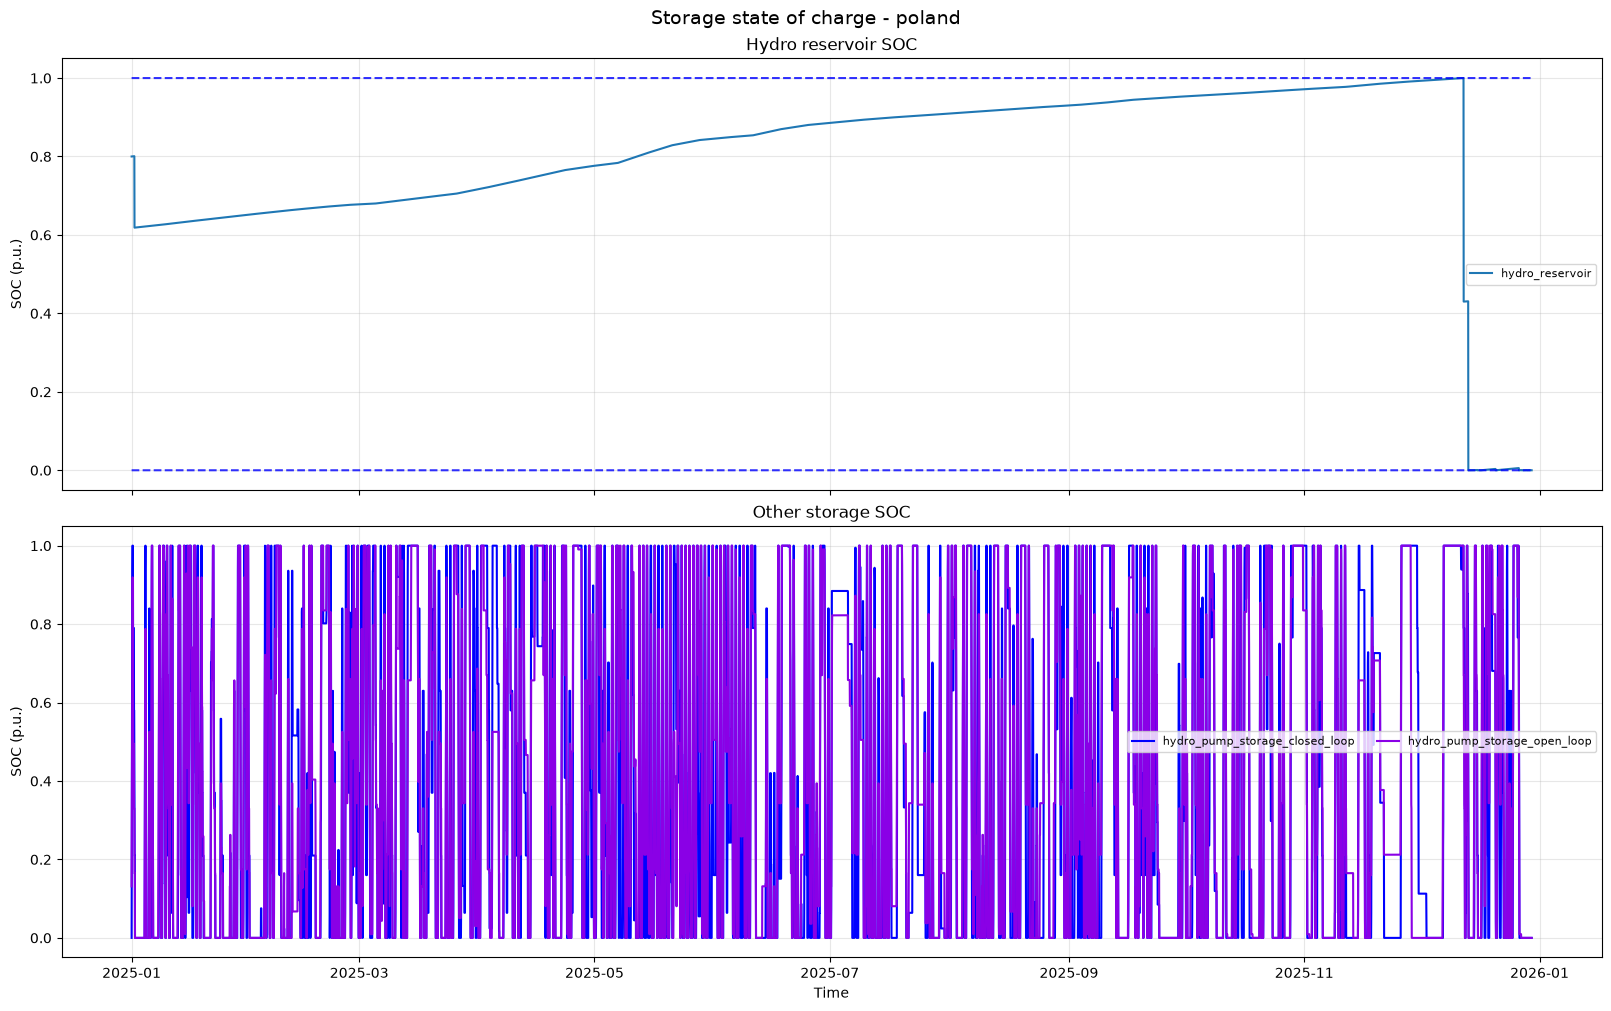 Storage state of charge - poland
Hydro reservoir SOC
1.0
0.8
0.6
0.4
0.2
0.0
SOC (p.u.)
hydro_reservoir
Other storage SOC
1.0
0.8
0.6
0.4
0.2
0.0
SOC (p.u.)
hydro_pump_storage_closed_loop hydro_pump_storage_open_loop
2025-01 2025-03 2025-05 2025-07 2025-09 2025-11 2026-01
Time